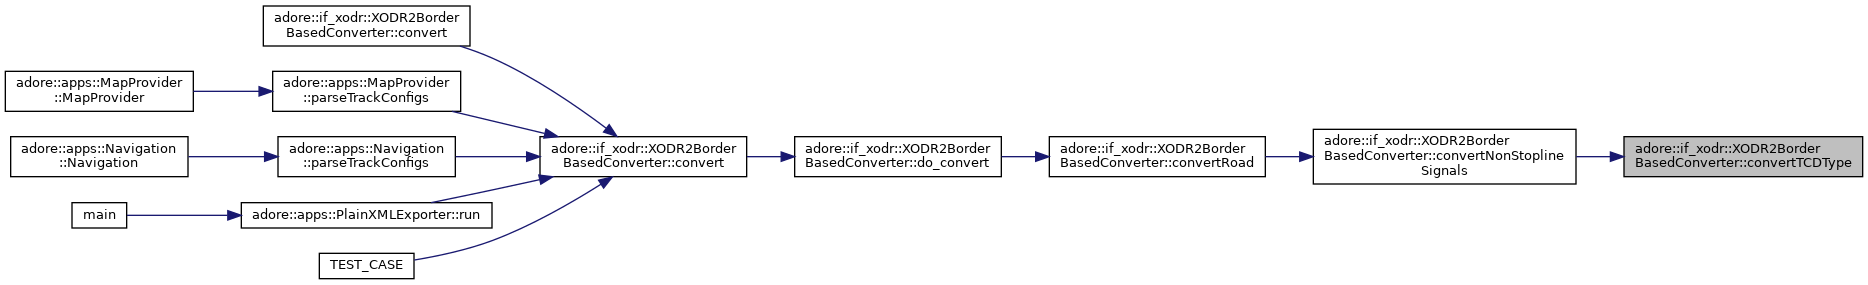 adore::if_xodr::XODR2Border
BasedConverter::convert
adore::apps::MapProvider
::MapProvider
adore::apps::MapProvider
::parseTrackConfigs
adore::apps::Navigation
::Navigation
adore::apps::Navigation
::parseTrackConfigs
main
adore::apps::PlainXMLExporter::run
TEST_CASE
adore::if_xodr::XODR2Border
BasedConverter::convert
adore::if_xodr::XODR2Border
BasedConverter::do_convert
adore::if_xodr::XODR2Border
BasedConverter::convertRoad
adore::if_xodr::XODR2Border
BasedConverter::convertNonStopline
Signals
adore::if_xodr::XODR2Border
BasedConverter::convertTCDType